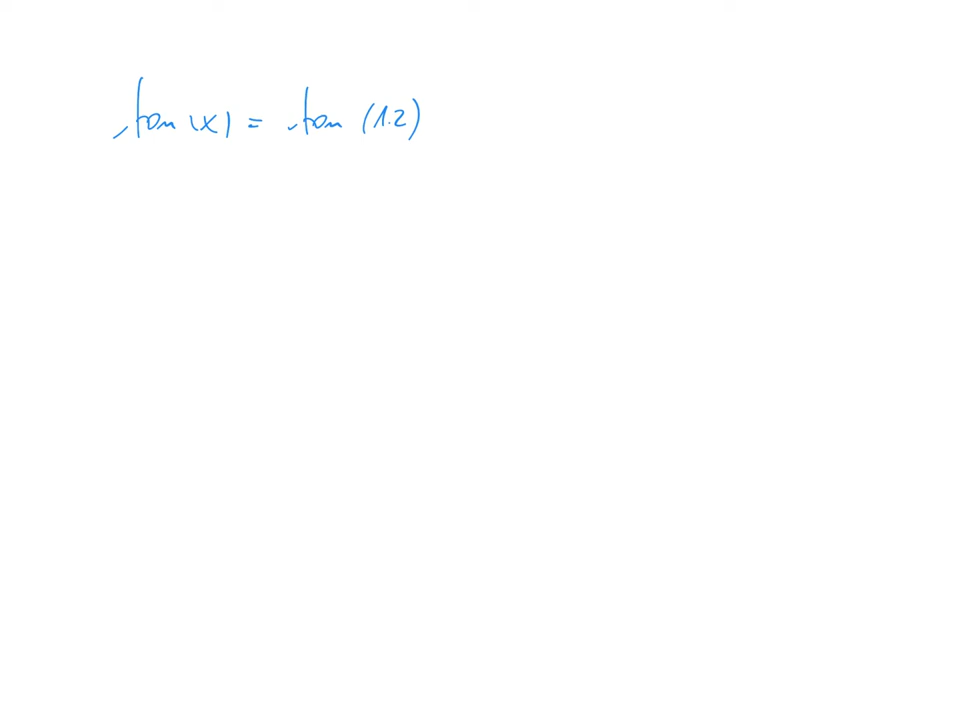 tan (x) = tan (1.2)